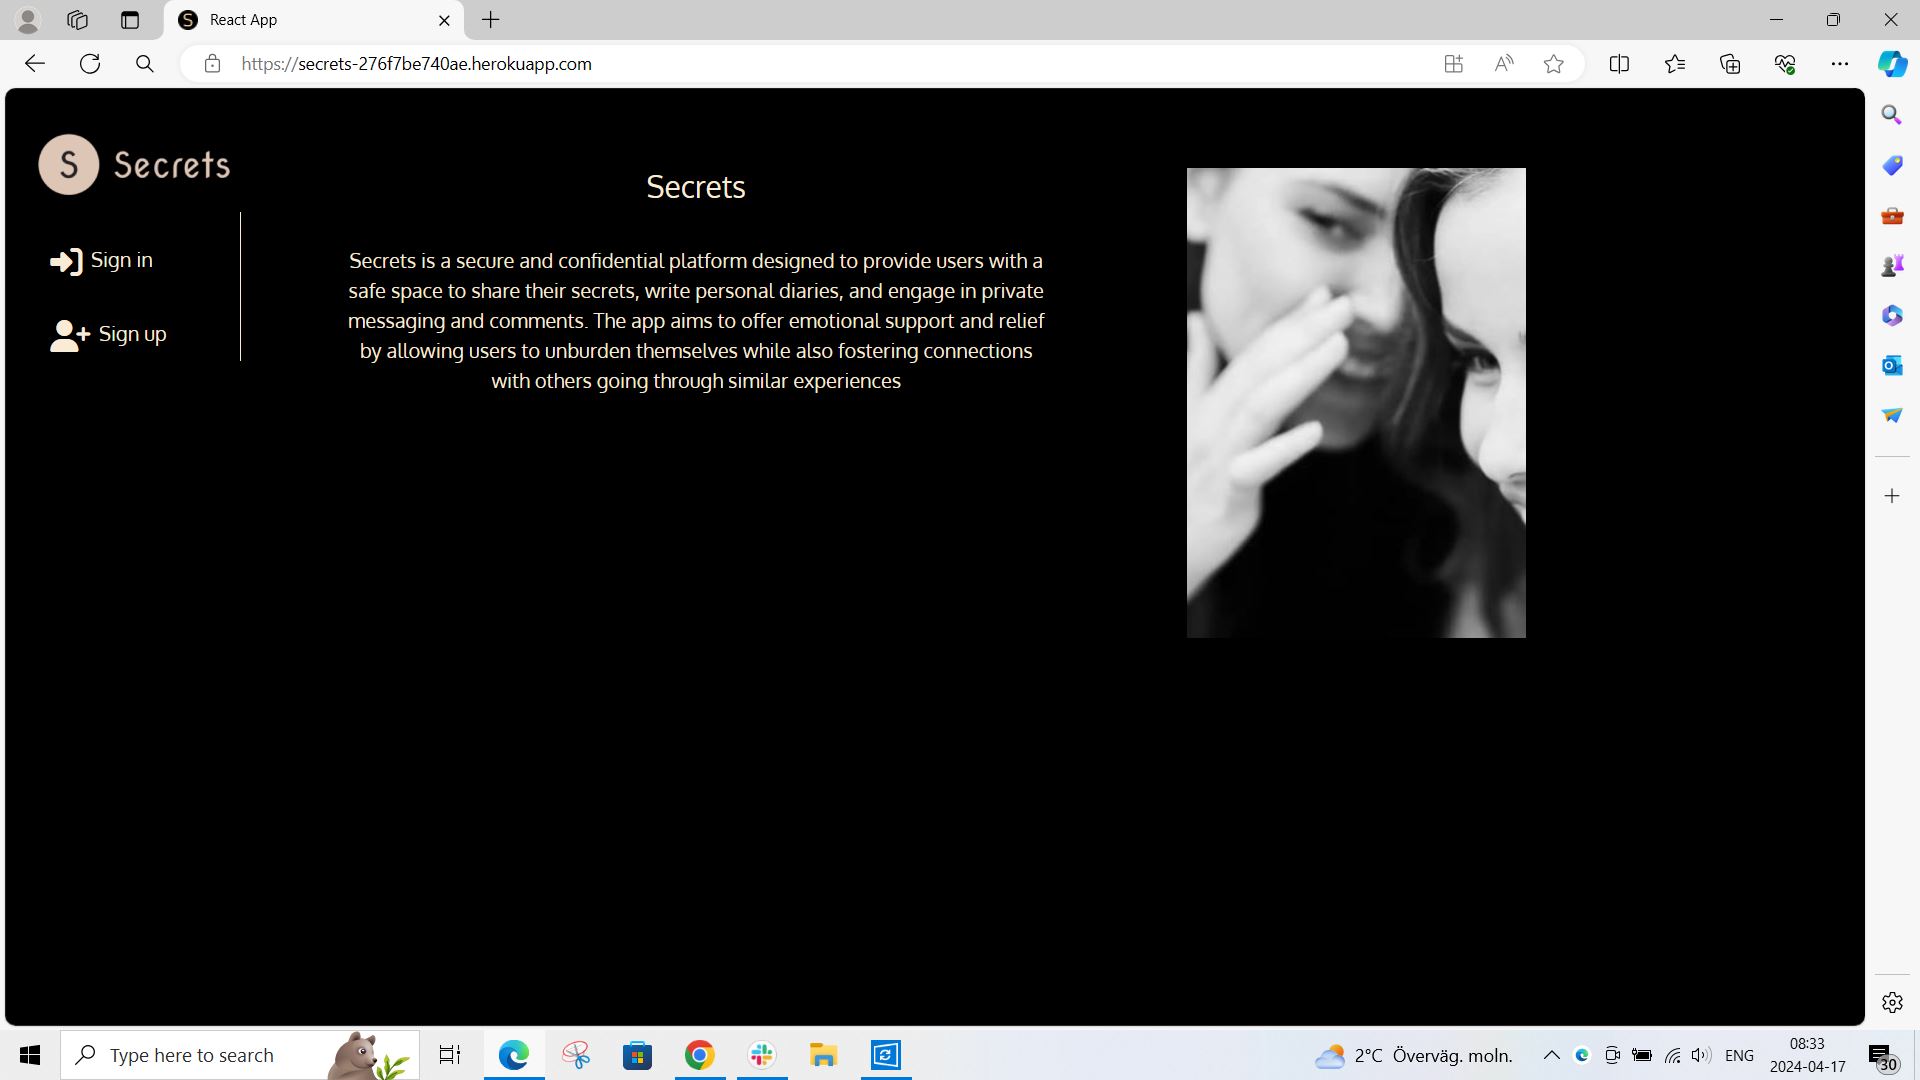 React App
https://secrets-276f7be740ae.herokuapp.com
S Secrets
Sign in
Sign up
Secrets
Secrets is a secure and confidential platform designed to provide users with a
safe space to share their secrets, write personal diaries, and engage in private
messaging and comments. The app aims to offer emotional support and relief
by allowing users to unburden themselves while also fostering connections
with others going through similar experiences
Type here to search
2°C Överväg. moln.
ENG
08:33
2024-04-17
30